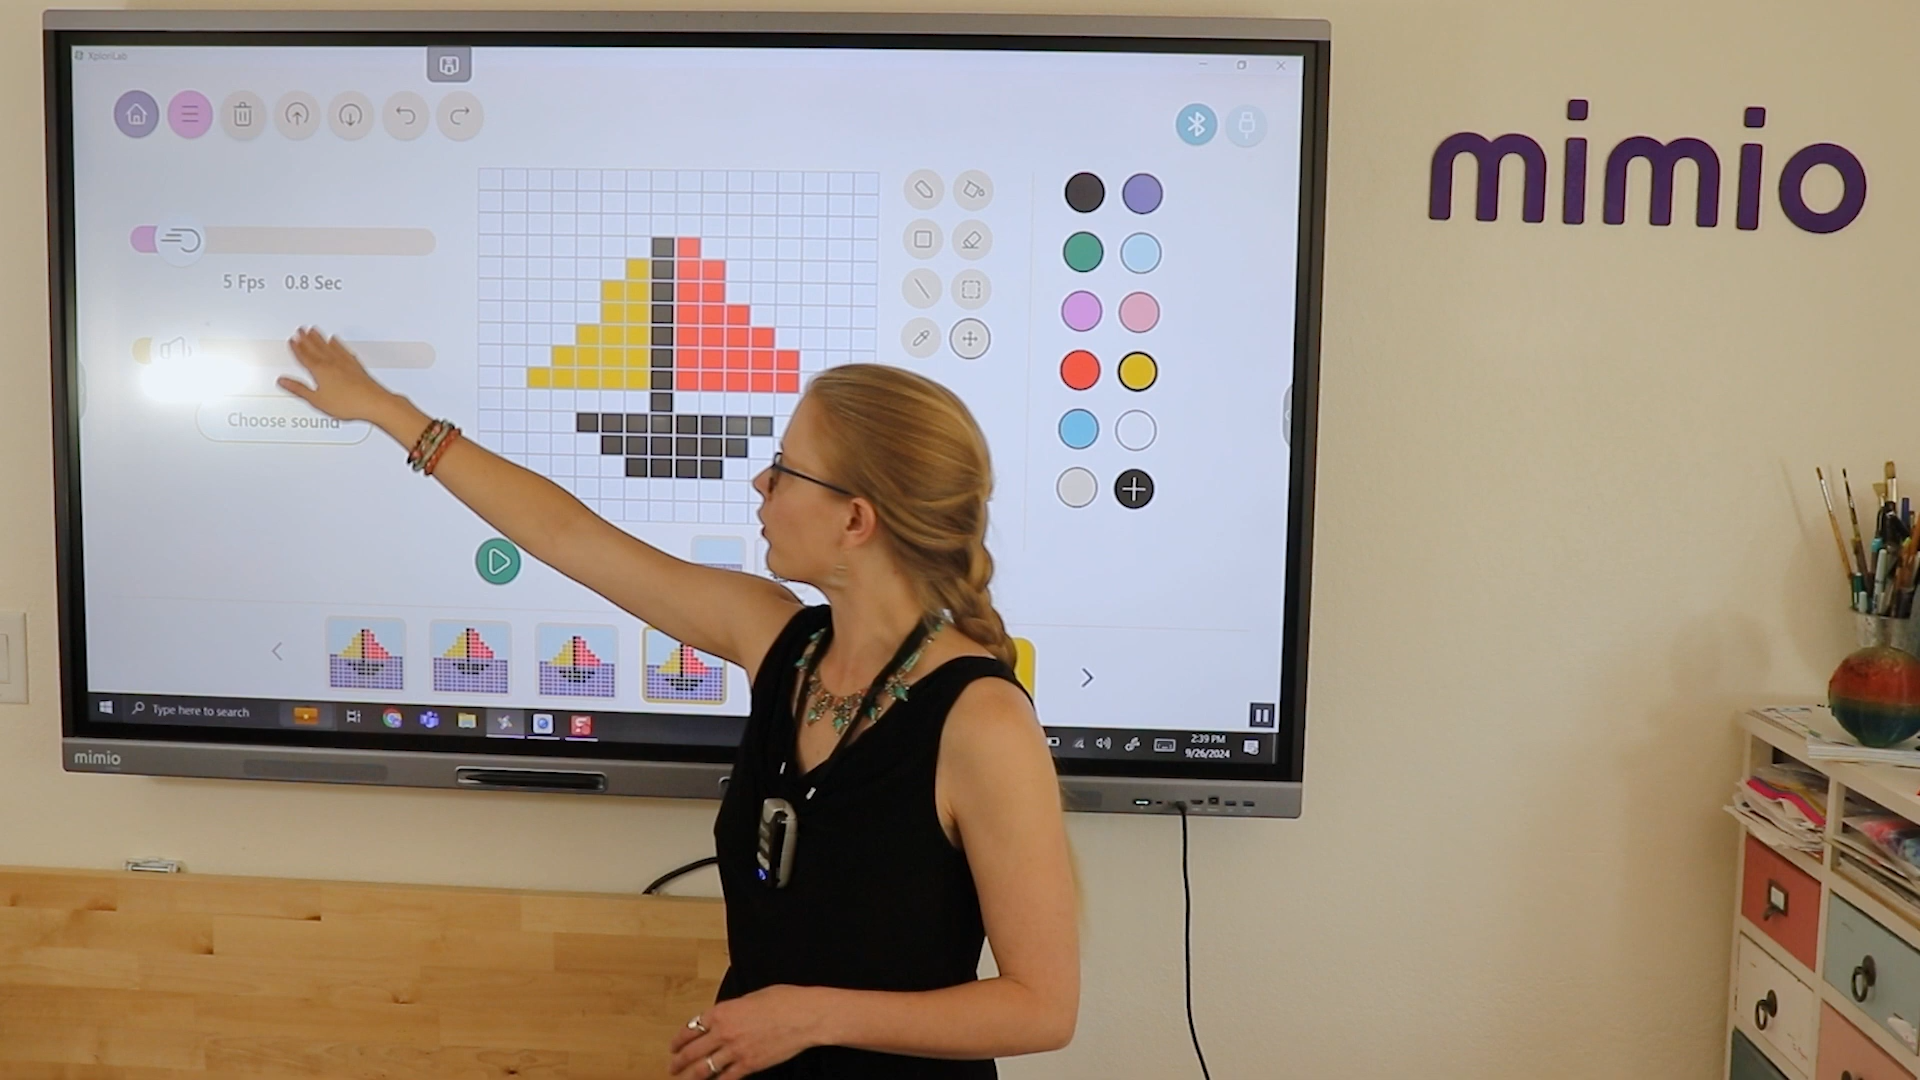 XploriLab
mimio
5 Fps 0.8 Sec
Choose sound
Type here to search
2:39 PM
9/26/2024
mimio